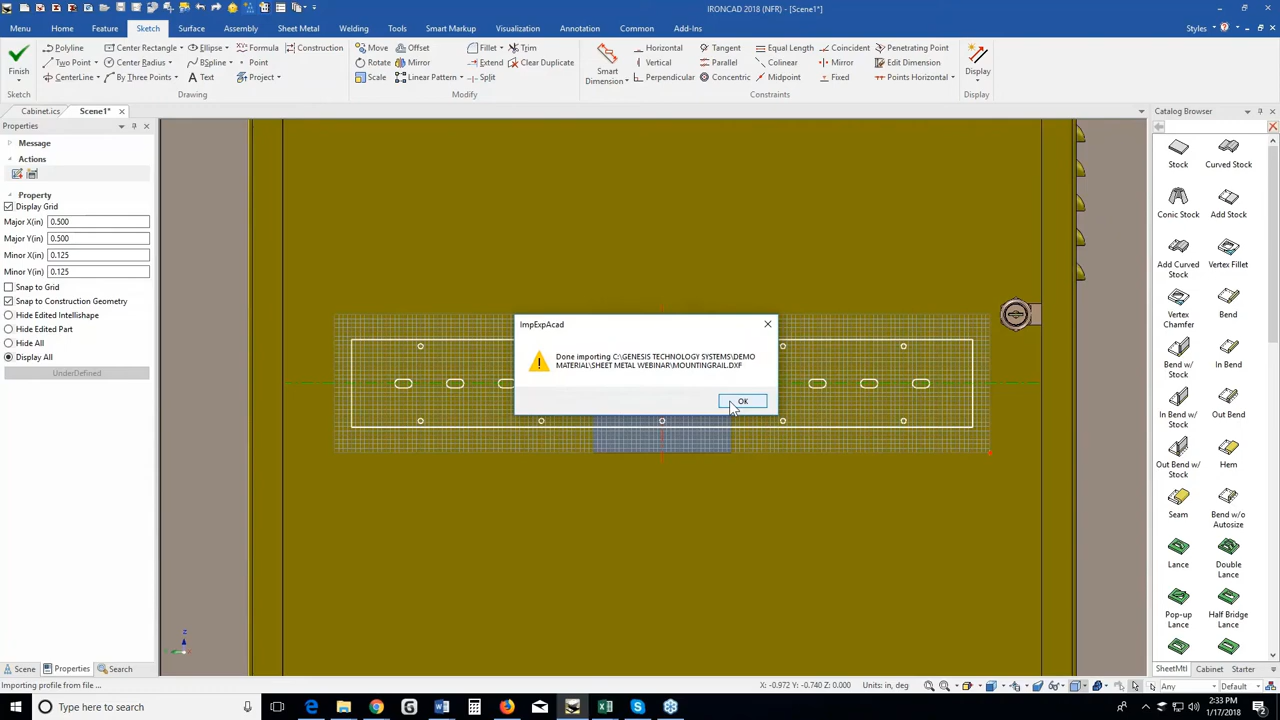 IRONCAD 2018 (NFR) - [Scene1*]
Menu Home Feature Sketch Surface Assembly Sheet Metal Welding Tools Smart Markup Visualization Annotation Common Add-Ins Styles
Polyline Center Rectangle Ellipse Formula Construction Move Offset Fillet Trim Horizontal Tangent Equal Length Coincident Penetrating Point
Finish Two Point Center Radius BSpline Point Rotate Mirror Extend Clear Duplicate Smart Dimension Vertical Parallel Colinear Mirror Edit Dimension Display
CenterLine By Three Points Text Project Scale Linear Pattern Split Perpendicular Concentric Midpoint Fixed Points Horizontal
Sketch Drawing Modify Constraints Display
Cabinet.ics Scene1*
Properties
Message
Actions
Property
Display Grid
Major X(in) 0.500
Major Y(in) 0.500
Minor X(in) 0.125
Minor Y(in) 0.125
Snap to Grid
Snap to Construction Geometry
Hide Edited Intellishape
Hide Edited Part
Hide All
Display All
UnderDefined
ImpExpAcad
Done importing C:\GENESIS TECHNOLOGY SYSTEMS\DEMO
MATERIAL\SHEET METAL WEBINAR\MOUNTINGRAIL.DXF
OK
Catalog Browser
Stock Curved Stock
Conic Stock Add Stock
Add Curved Stock Vertex Fillet
Vertex Chamfer Bend
Bend w/ Stock In Bend
In Bend w/ Stock Out Bend
Out Bend w/ Stock Hem
Seam Bend w/o Autosize
Lance Double Lance
Pop-up Lance Half Bridge Lance
SheetMtl Cabinet Starter
Scene Properties Search
Importing profile from file ...
X: -0.972 Y: -0.740 Z: 0.000 Units: in, deg
Any Default
z
Type here to search
2:33 PM
1/17/2018